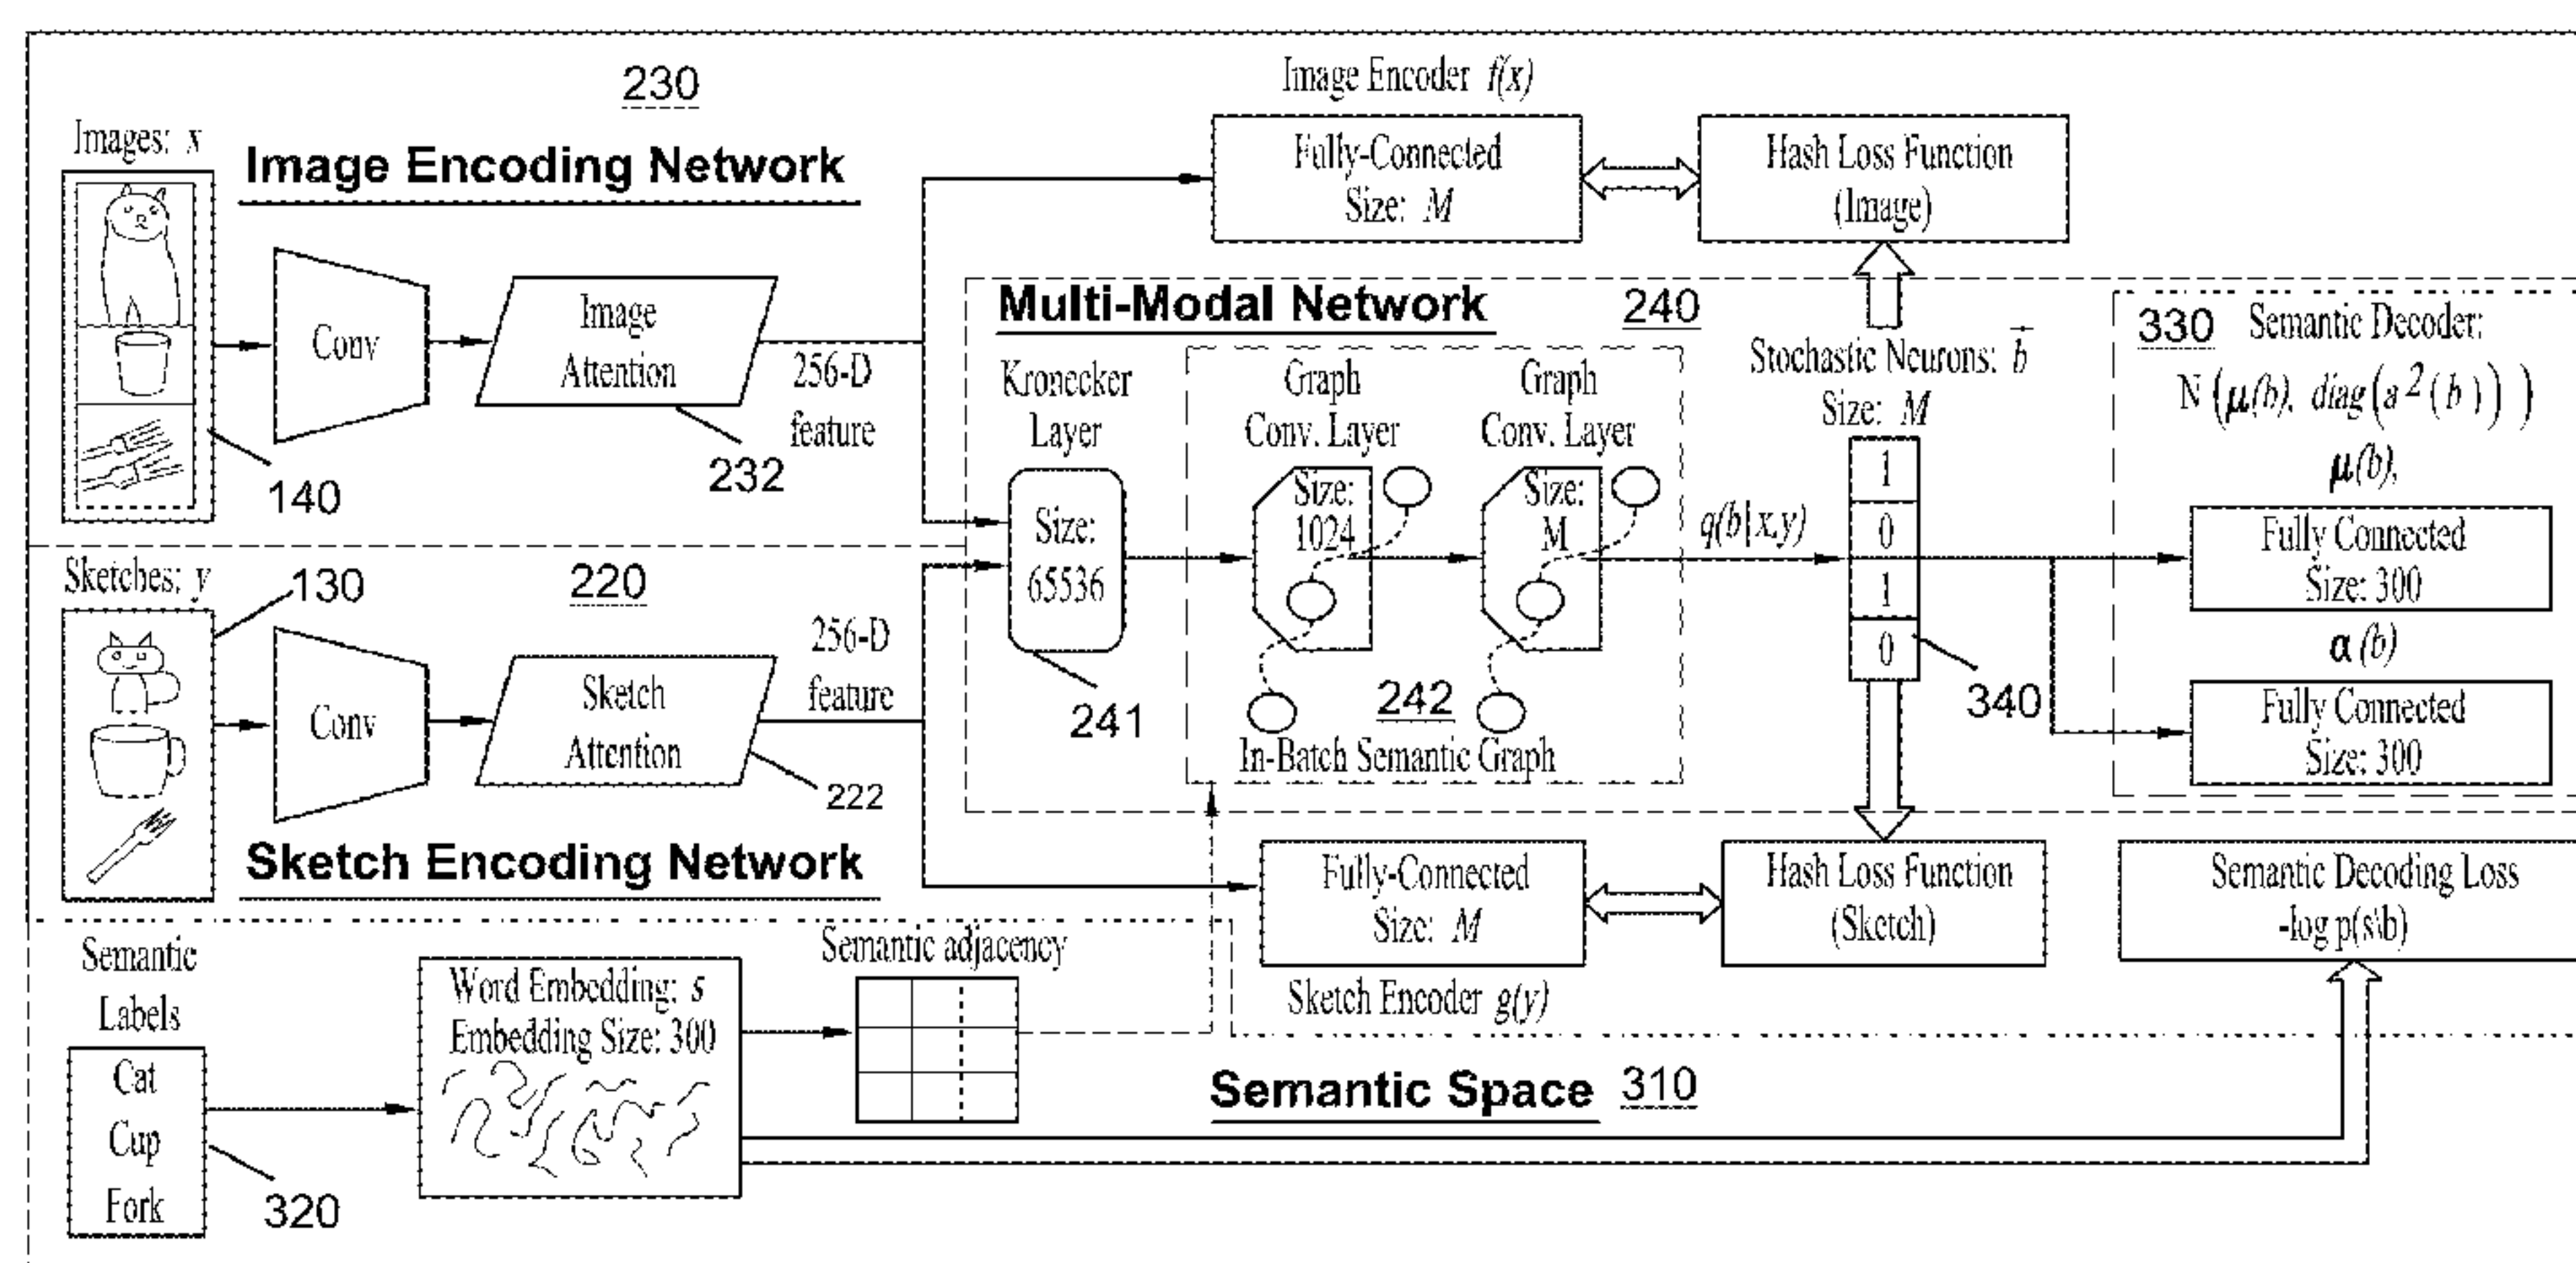 230
Images: x
Image Encoding Network
Conv
Image
Attention
256-D
feature
140
232
Image Encoder f(x)
Fully-Connected
Size: M
Hash Loss Function
(Image)
Sketches: y
130
220
Conv
Sketch
Attention
256-D
feature
222
Sketch Encoding Network
Multi-Modal Network
240
Kronecker
Layer
Size:
65536
241
Graph
Conv. Layer
Size:
1024
Graph
Conv. Layer
Size:
M
242
In-Batch Semantic Graph
q(b|x,y)
Stochastic Neurons: b⃗
Size: M
1
0
1
0
340
330
Semantic Decoder:
N(μ(b), diag(a²(b)))
μ(b),
Fully Connected
Size: 300
α(b)
Fully Connected
Size: 300
Fully-Connected
Size: M
Sketch Encoder g(y)
Hash Loss Function
(Sketch)
Semantic Decoding Loss
-log p(s\b)
Semantic
Labels
Cat
Cup
Fork
320
Word Embedding: s
Embedding Size: 300
Semantic adjacency
Semantic Space
310